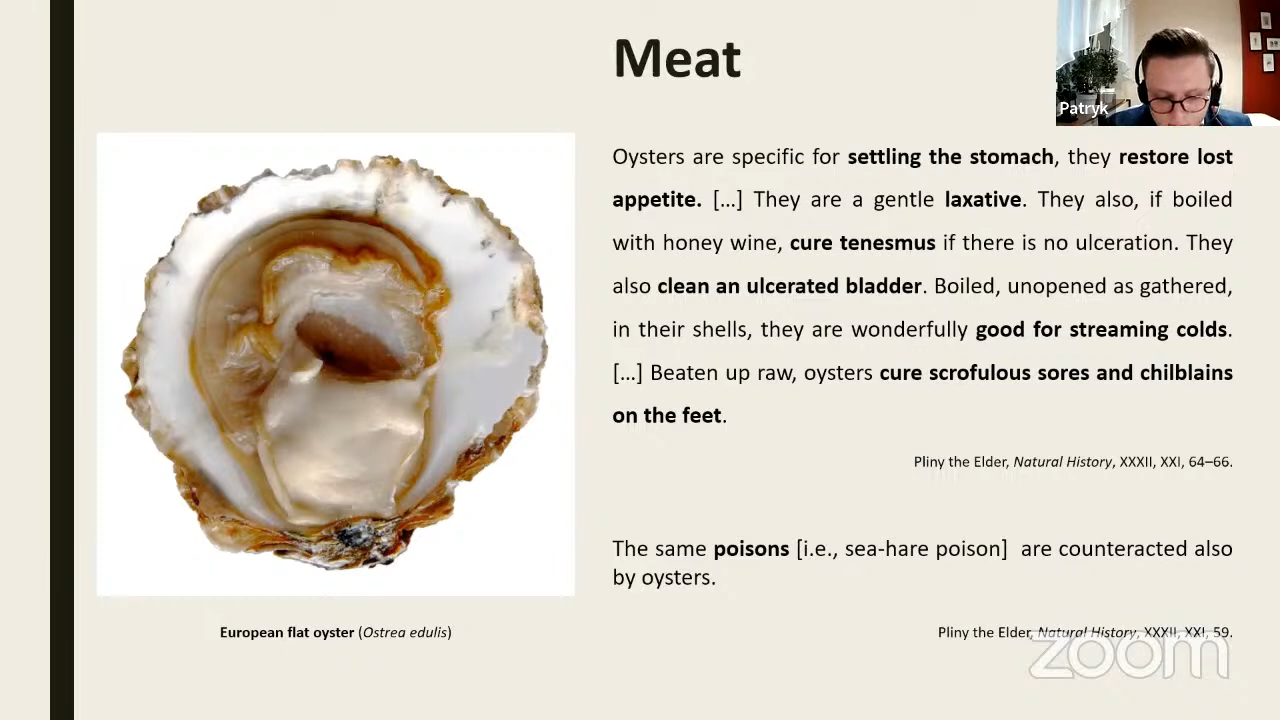 Meat
Patryk
Oysters are specific for settling the stomach, they restore lost
appetite. […] They are a gentle laxative. They also, if boiled
with honey wine, cure tenesmus if there is no ulceration. They
also clean an ulcerated bladder. Boiled, unopened as gathered,
in their shells, they are wonderfully good for streaming colds.
[…] Beaten up raw, oysters cure scrofulous sores and chilblains
on the feet.
Pliny the Elder, Natural History, XXXII, XXI, 64–66.
The same poisons [i.e., sea-hare poison]  are counteracted also
by oysters.
European flat oyster (Ostrea edulis)
Pliny the Elder, Natural History, XXXII, XXI, 59.
zoom